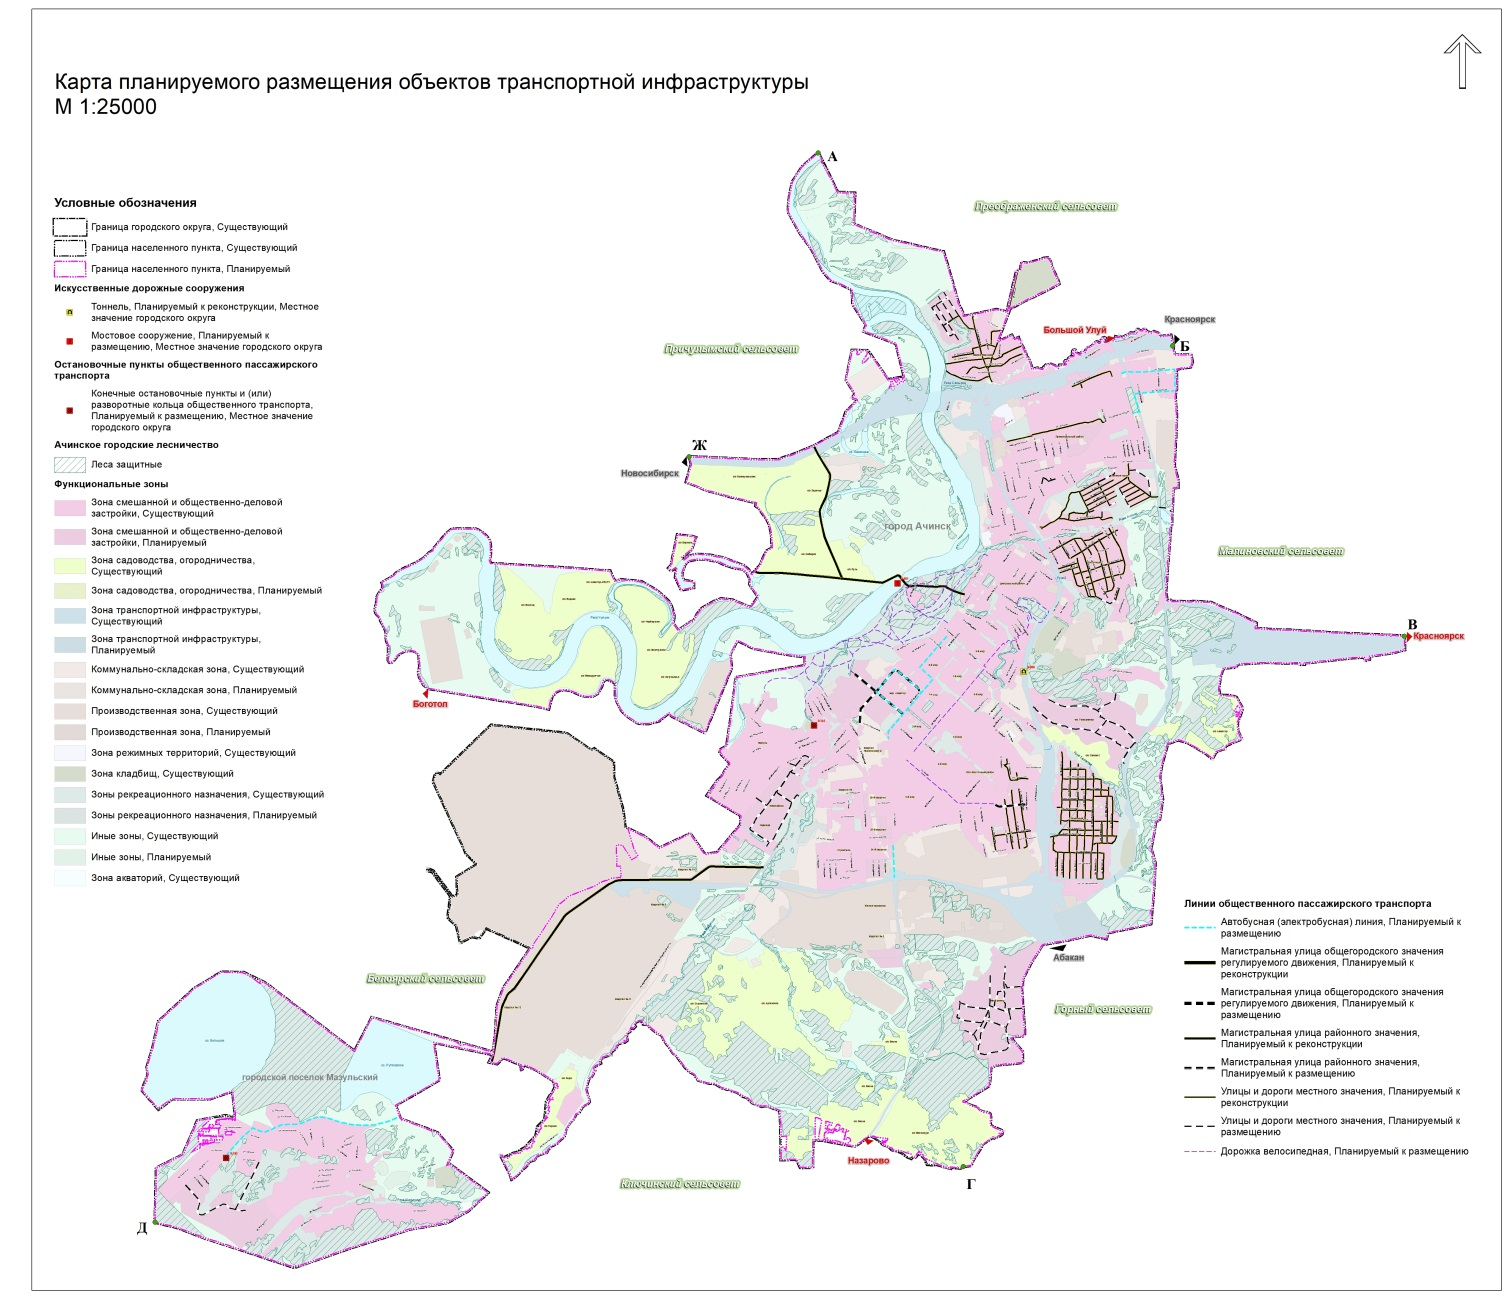 Карта планируемого размещения объектов транспортной инфраструктуры
М 1:25000
Условные обозначения
Граница городского округа, Существующий
Граница населенного пункта, Существующий
Граница населенного пункта, Планируемый
Искусственные дорожные сооружения
Тоннель, Планируемый к реконструкции, Местное
значение городского округа
Мостовое сооружение, Планируемый к
размещению, Местное значение городского округа
Остановочные пункты общественного пассажирского
транспорта
Конечные остановочные пункты и (или)
разворотные кольца общественного транспорта,
Планируемый к размещению, Местное значение
городского округа
Ачинское городские лесничество
Леса защитные
Функциональные зоны
Зона смешанной и общественно-деловой
застройки, Существующий
Зона смешанной и общественно-деловой
застройки, Планируемый
Зона садоводства, огородничества,
Существующий
Зона садоводства, огородничества, Планируемый
Зона транспортной инфраструктуры,
Существующий
Зона транспортной инфраструктуры,
Планируемый
Коммунально-складская зона, Существующий
Коммунально-складская зона, Планируемый
Производственная зона, Существующий
Производственная зона, Планируемый
Зона режимных территорий, Существующий
Зона кладбищ, Существующий
Зоны рекреационного назначения, Существующий
Зоны рекреационного назначения, Планируемый
Иные зоны, Существующий
Иные зоны, Планируемый
Зона акваторий, Существующий
А
Преображенский сельсовет
Большой Улуй
Красноярск
Б
Причулымский сельсовет
Ж
Новосибирск
город Ачинск
Малиновский сельсовет
В
Красноярск
Боготол
Абакан
Белоярский сельсовет
Горный сельсовет
городской поселок Мазульский
Назарово
Ключинский сельсовет
Г
Д
Линии общественного пассажирского транспорта
Автобусная (электробусная) линия, Планируемый к
размещению
Магистральная улица общегородского значения
регулируемого движения, Планируемый к
реконструкции
Магистральная улица общегородского значения
регулируемого движения, Планируемый к
размещению
Магистральная улица районного значения,
Планируемый к реконструкции
Магистральная улица районного значения,
Планируемый к размещению
Улицы и дороги местного значения, Планируемый к
реконструкции
Улицы и дороги местного значения, Планируемый к
размещению
Дорожка велосипедная, Планируемый к размещению